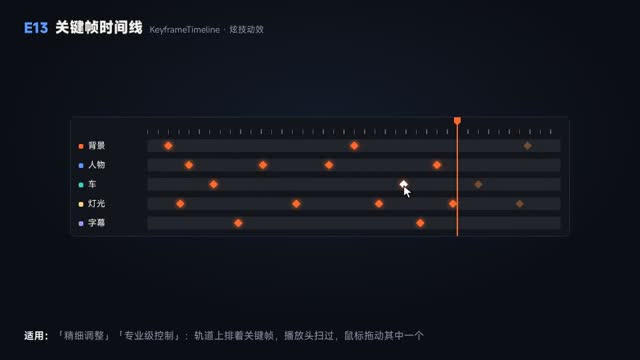 E13 关键帧时间线 KeyframeTimeline · 炫技动效
背景
人物
车
灯光
字幕
适用：「精细调整」「专业级控制」：轨道上排着关键帧，播放头扫过，鼠标拖动其中一个